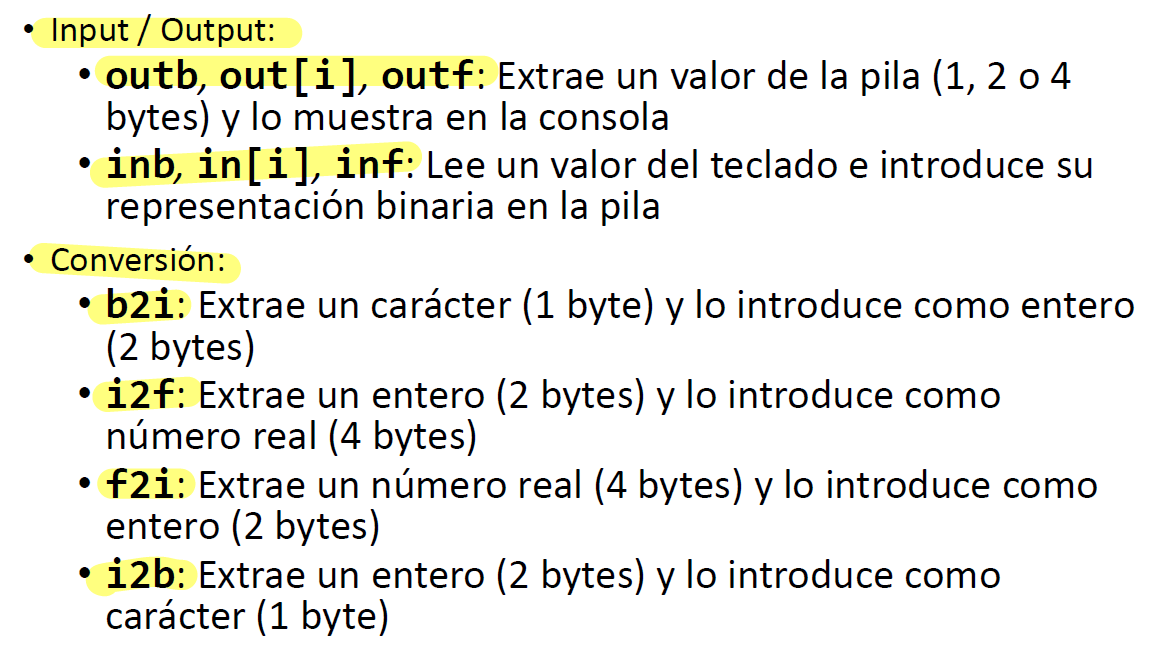 • Input / Output:
• outb, out[i], outf: Extrae un valor de la pila (1, 2 o 4
bytes) y lo muestra en la consola
• inb, in[i], inf: Lee un valor del teclado e introduce su
representación binaria en la pila
• Conversión:
• b2i: Extrae un carácter (1 byte) y lo introduce como entero
(2 bytes)
• i2f: Extrae un entero (2 bytes) y lo introduce como
número real (4 bytes)
• f2i: Extrae un número real (4 bytes) y lo introduce como
entero (2 bytes)
• i2b: Extrae un entero (2 bytes) y lo introduce como
carácter (1 byte)